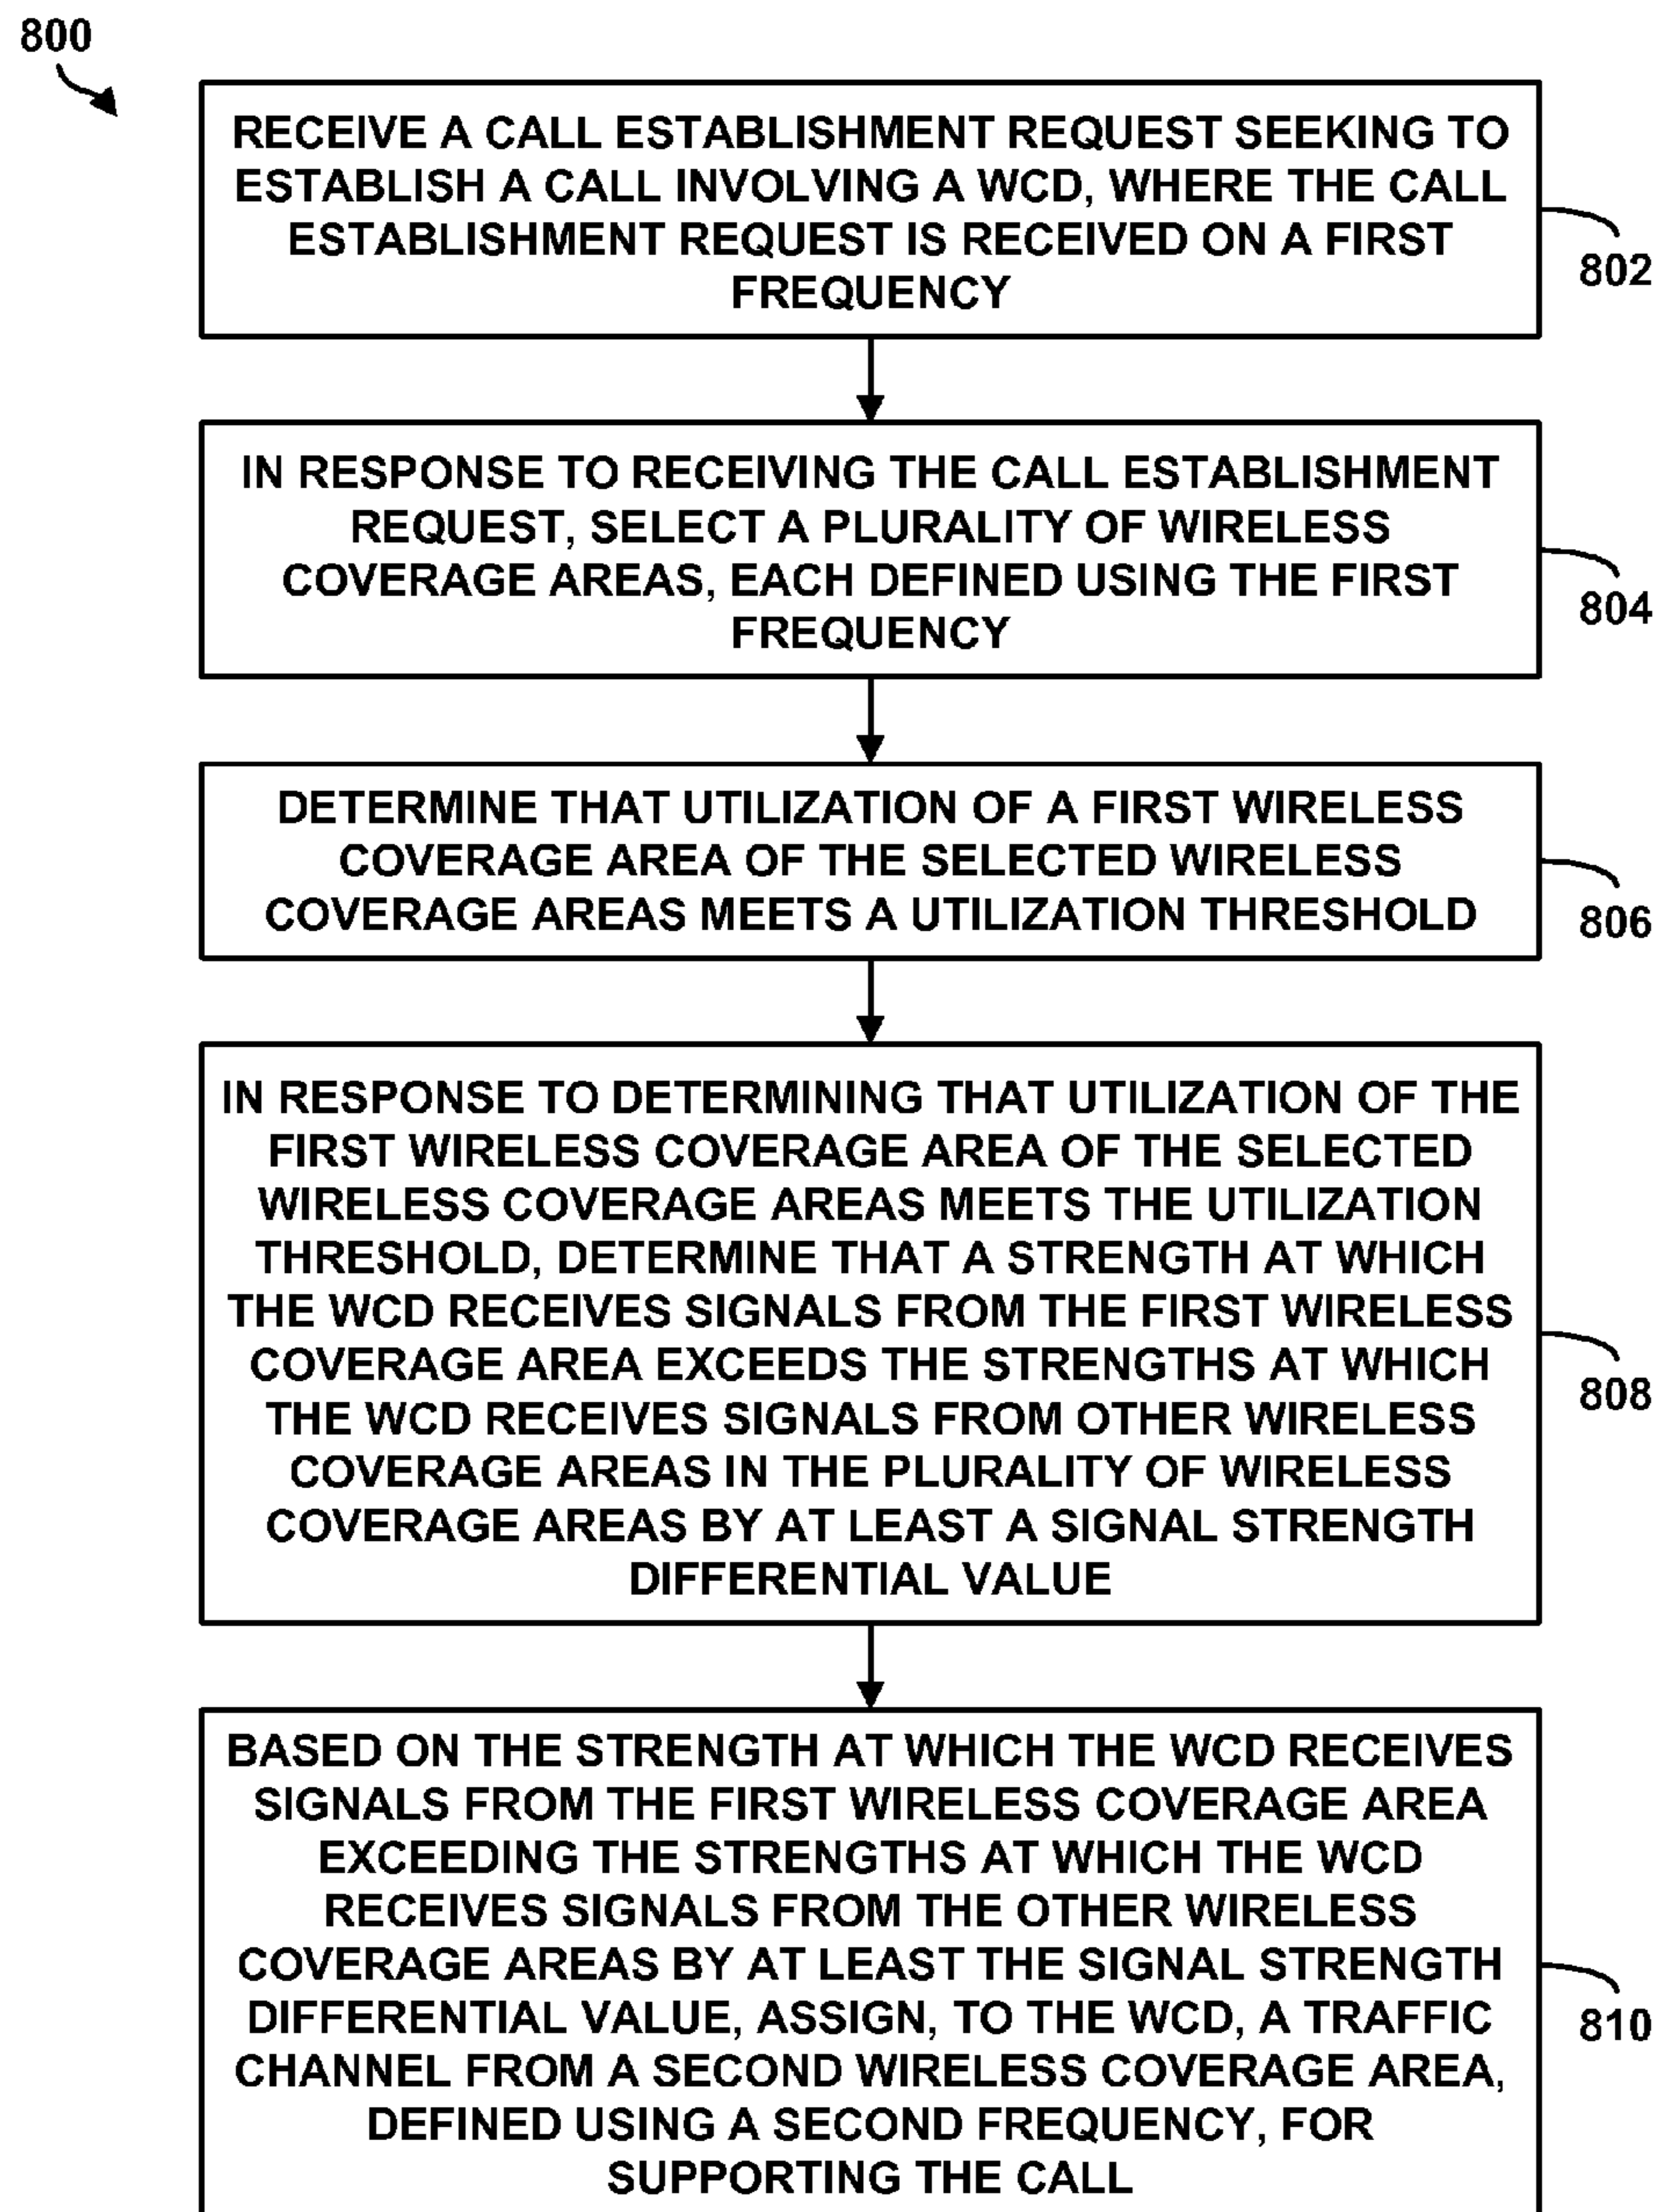 800
RECEIVE A CALL ESTABLISHMENT REQUEST SEEKING TO
ESTABLISH A CALL INVOLVING A WCD, WHERE THE CALL
ESTABLISHMENT REQUEST IS RECEIVED ON A FIRST
FREQUENCY
802
IN RESPONSE TO RECEIVING THE CALL ESTABLISHMENT
REQUEST, SELECT A PLURALITY OF WIRELESS
COVERAGE AREAS, EACH DEFINED USING THE FIRST
FREQUENCY
804
DETERMINE THAT UTILIZATION OF A FIRST WIRELESS
COVERAGE AREA OF THE SELECTED WIRELESS
COVERAGE AREAS MEETS A UTILIZATION THRESHOLD
806
IN RESPONSE TO DETERMINING THAT UTILIZATION OF THE
FIRST WIRELESS COVERAGE AREA OF THE SELECTED
WIRELESS COVERAGE AREAS MEETS THE UTILIZATION
THRESHOLD, DETERMINE THAT A STRENGTH AT WHICH
THE WCD RECEIVES SIGNALS FROM THE FIRST WIRELESS
COVERAGE AREA EXCEEDS THE STRENGTHS AT WHICH
THE WCD RECEIVES SIGNALS FROM OTHER WIRELESS
COVERAGE AREAS IN THE PLURALITY OF WIRELESS
COVERAGE AREAS BY AT LEAST A SIGNAL STRENGTH
DIFFERENTIAL VALUE
808
BASED ON THE STRENGTH AT WHICH THE WCD RECEIVES
SIGNALS FROM THE FIRST WIRELESS COVERAGE AREA
EXCEEDING THE STRENGTHS AT WHICH THE WCD
RECEIVES SIGNALS FROM THE OTHER WIRELESS
COVERAGE AREAS BY AT LEAST THE SIGNAL STRENGTH
DIFFERENTIAL VALUE, ASSIGN, TO THE WCD, A TRAFFIC
CHANNEL FROM A SECOND WIRELESS COVERAGE AREA,
DEFINED USING A SECOND FREQUENCY, FOR
SUPPORTING THE CALL
810